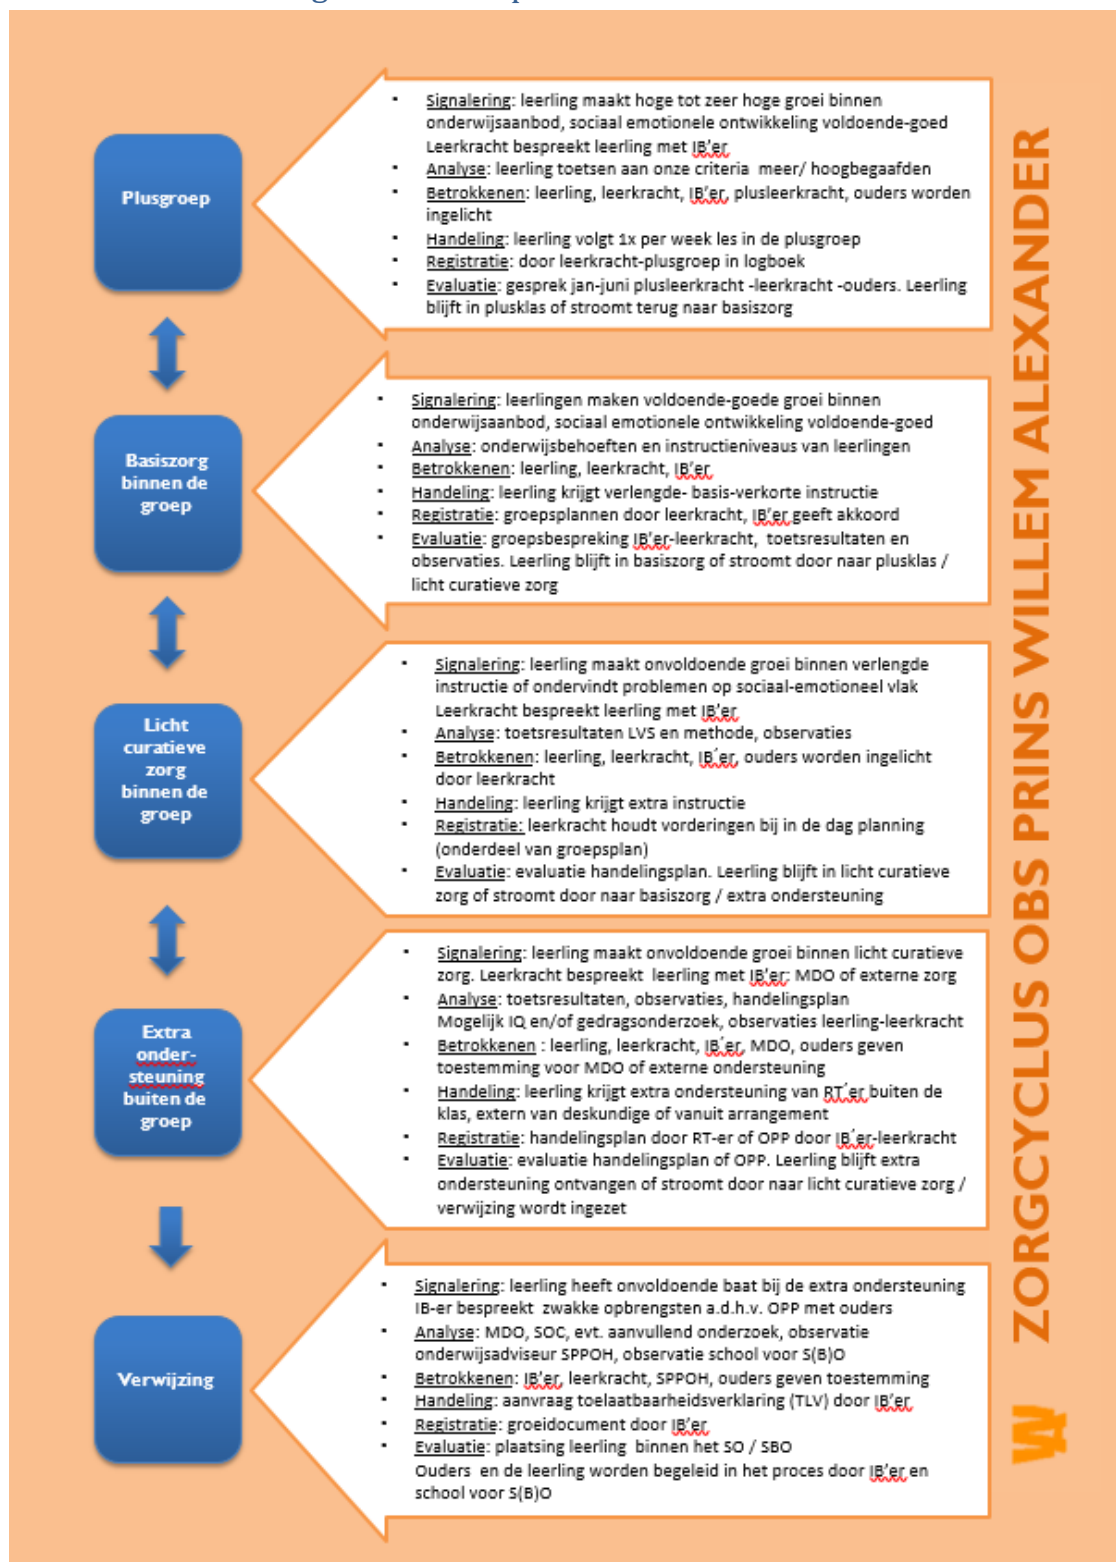 Plusgroep
Signalering: leerling maakt hoge tot zeer hoge groei binnen
onderwijsaanbod, sociaal emotionele ontwikkeling voldoende-goed
Leerkracht bespreekt leerling met IB'er
Analyse: leerling toetsen aan onze criteria meer/ hoogbegaafden
Betrokkenen: leerling, leerkracht, IB'er, plusleerkracht, ouders worden
ingelicht
Handeling: leerling volgt 1x per week les in de plusgroep
Registratie: door leerkracht-plusgroep in logboek
Evaluatie: gesprek jan-juni plusleerkracht -leerkracht -ouders. Leerling
blijft in plusklas of stroomt terug naar basiszorg
Basiszorg
binnen de
groep
Signalering: leerlingen maken voldoende-goede groei binnen
onderwijsaanbod, sociaal emotionele ontwikkeling voldoende-goed
Analyse: onderwijsbehoeften en instructieniveaus van leerlingen
Betrokkenen: leerling, leerkracht, IB'er
Handeling: leerling krijgt verlengde- basis-verkorte instructie
Registratie: groepsplannen door leerkracht, IB'er geeft akkoord
Evaluatie: groepsbespreking IB'er-leerkracht, toetsresultaten en
observaties. Leerling blijft in basiszorg of stroomt door naar plusklas /
licht curatieve zorg
Licht
curatieve
zorg
binnen de
groep
Signalering: leerling maakt onvoldoende groei binnen verlengde
instructie of ondervindt problemen op sociaal-emotioneel vlak
Leerkracht bespreekt leerling met IB'er
Analyse: toetsresultaten LVS en methode, observaties
Betrokkenen: leerling, leerkracht, IB´er, ouders worden ingelicht
door leerkracht
Handeling: leerling krijgt extra instructie
Registratie: leerkracht houdt vorderingen bij in de dag planning
(onderdeel van groepsplan)
Evaluatie: evaluatie handelingsplan. Leerling blijft in licht curatieve
zorg of stroomt door naar basiszorg / extra ondersteuning
Extra
onder-
steuning
buiten de
groep
Signalering: leerling maakt onvoldoende groei binnen licht curatieve
zorg. Leerkracht bespreekt leerling met IB'er: MDO of externe zorg
Analyse: toetsresultaten, observaties, handelingsplan
Mogelijk IQ en/of gedragsonderzoek, observaties leerling-leerkracht
Betrokkenen : leerling, leerkracht, IB´er, MDO, ouders geven
toestemming voor MDO of externe ondersteuning
Handeling: leerling krijgt extra ondersteuning van RT´er buiten de
klas, extern van deskundige of vanuit arrangement
Registratie: handelingsplan door RT-er of OPP door IB´er-leerkracht
Evaluatie: evaluatie handelingsplan of OPP. Leerling blijft extra
ondersteuning ontvangen of stroomt door naar licht curatieve zorg /
verwijzing wordt ingezet
Verwijzing
Signalering: leerling heeft onvoldoende baat bij de extra ondersteuning
IB-er bespreekt zwakke opbrengsten a.d.h.v. OPP met ouders
Analyse: MDO, SOC, evt. aanvullend onderzoek, observatie
onderwijsadviseur SPPOH, observatie school voor S(B)O
Betrokkenen: IB'er, leerkracht, SPPOH, ouders geven toestemming
Handeling: aanvraag toelaatbaarheidsverklaring (TLV) door IB'er
Registratie: groeidocument door IB'er
Evaluatie: plaatsing leerling binnen het SO / SBO
Ouders en de leerling worden begeleid in het proces door IB'er en
school voor S(B)O
ZORGCYCLUS OBS PRINS WILLEM ALEXANDER